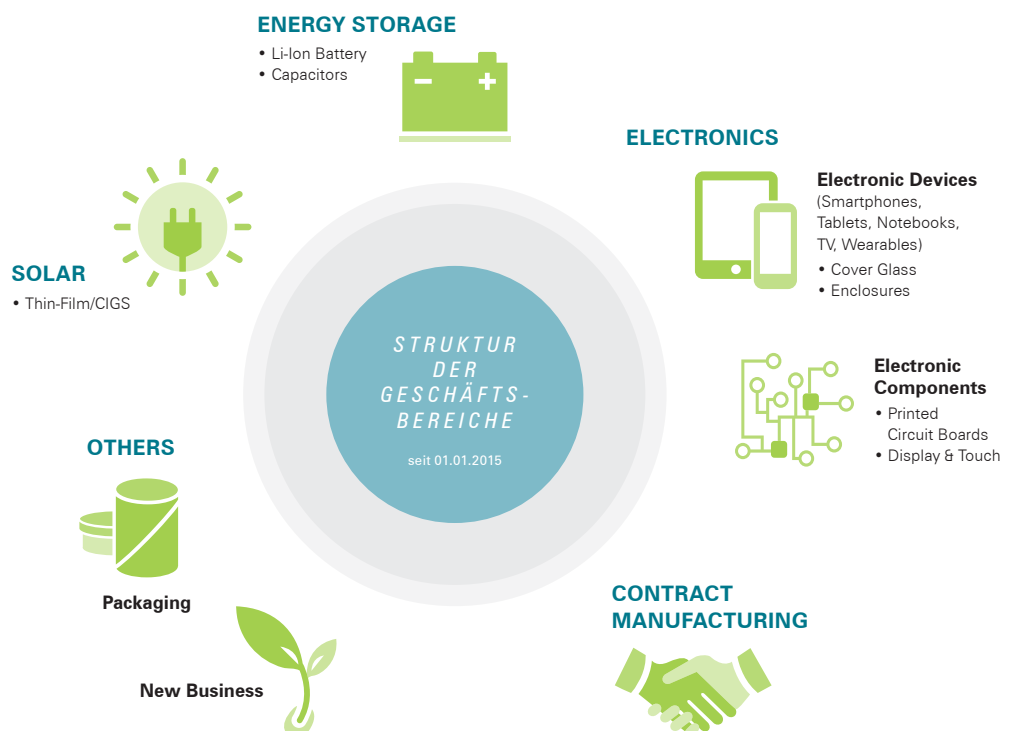 ENERGY STORAGE
• Li-Ion Battery
• Capacitors
ELECTRONICS
Electronic Devices
(Smartphones,
Tablets, Notebooks,
TV, Wearables)
• Cover Glass
• Enclosures
SOLAR
• Thin-Film/CIGS
STRUKTUR
DER
GESCHÄFTS-
BEREICHE
seit 01.01.2015
Electronic
Components
• Printed
Circuit Boards
• Display & Touch
OTHERS
Packaging
New Business
CONTRACT
MANUFACTURING